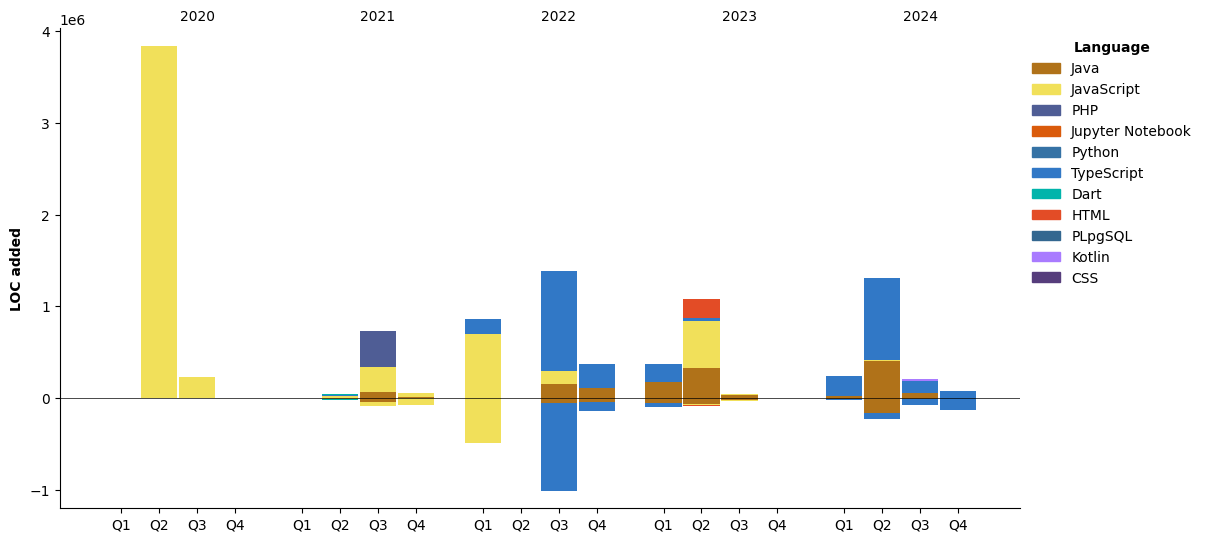 2020 2021 2022 2023 2024
1e6
4
3
2
1
0
−1
LOC added
Q1 Q2 Q3 Q4 Q1 Q2 Q3 Q4 Q1 Q2 Q3 Q4 Q1 Q2 Q3 Q4 Q1 Q2 Q3 Q4
Language
Java
JavaScript
PHP
Jupyter Notebook
Python
TypeScript
Dart
HTML
PLpgSQL
Kotlin
CSS